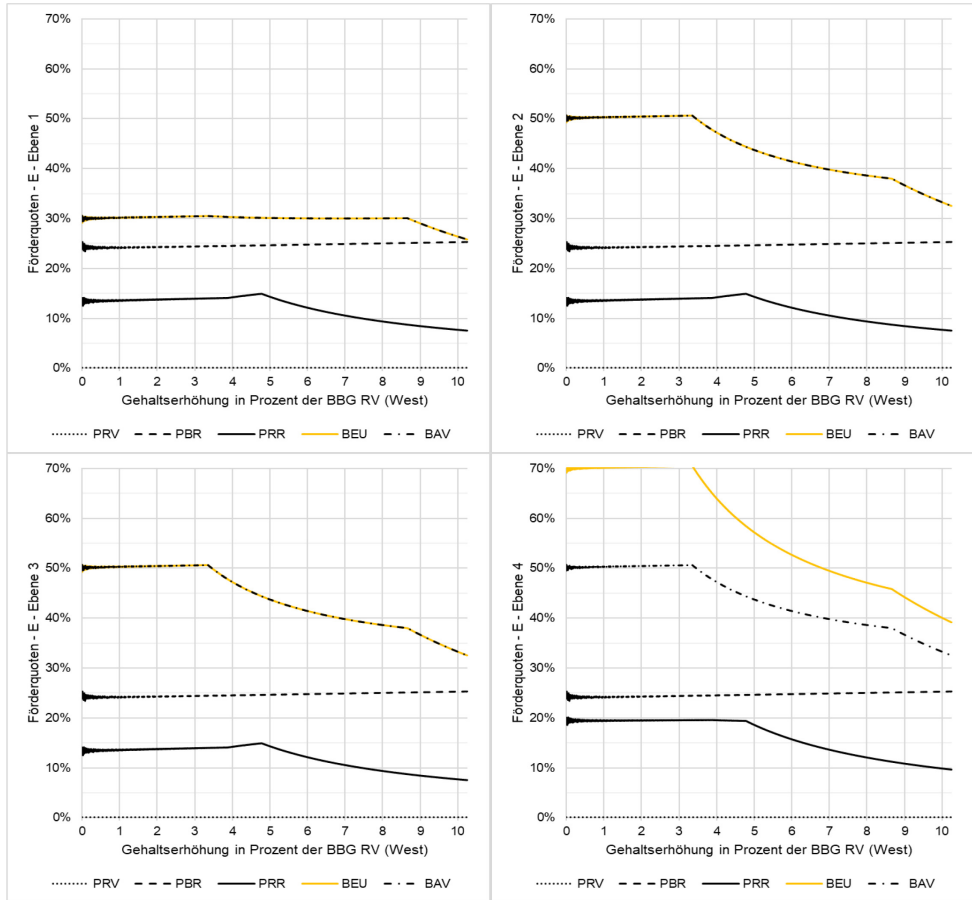 70%
60%
50%
40%
30%
20%
10%
0%
Förderquoten - E - Ebene 1
0 1 2 3 4 5 6 7 8 9 10
Gehaltserhöhung in Prozent der BBG RV (West)
PRV PBR PRR BEU BAV
70%
60%
50%
40%
30%
20%
10%
0%
Förderquoten - E - Ebene 2
0 1 2 3 4 5 6 7 8 9 10
Gehaltserhöhung in Prozent der BBG RV (West)
PRV PBR PRR BEU BAV
70%
60%
50%
40%
30%
20%
10%
0%
Förderquoten - E - Ebene 3
0 1 2 3 4 5 6 7 8 9 10
Gehaltserhöhung in Prozent der BBG RV (West)
PRV PBR PRR BEU BAV
70%
60%
50%
40%
30%
20%
10%
0%
Förderquoten - E - Ebene 4
0 1 2 3 4 5 6 7 8 9 10
Gehaltserhöhung in Prozent der BBG RV (West)
PRV PBR PRR BEU BAV